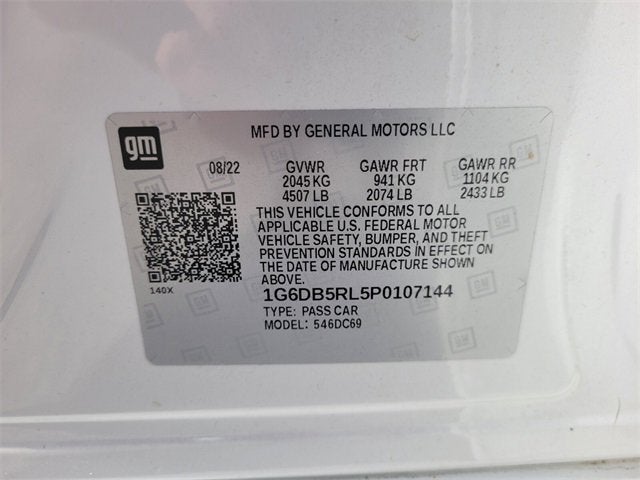 gm
MFD BY GENERAL MOTORS LLC
08/22 GVWR GAWR FRT GAWR RR
2045 KG 941 KG 1104 KG
4507 LB 2074 LB 2433 LB
THIS VEHICLE CONFORMS TO ALL
APPLICABLE U.S. FEDERAL MOTOR
VEHICLE SAFETY, BUMPER, AND THEFT
PREVENTION STANDARDS IN EFFECT ON
THE DATE OF MANUFACTURE SHOWN
ABOVE.
140X
1G6DB5RL5P0107144
TYPE: PASS CAR
MODEL: 546DC69